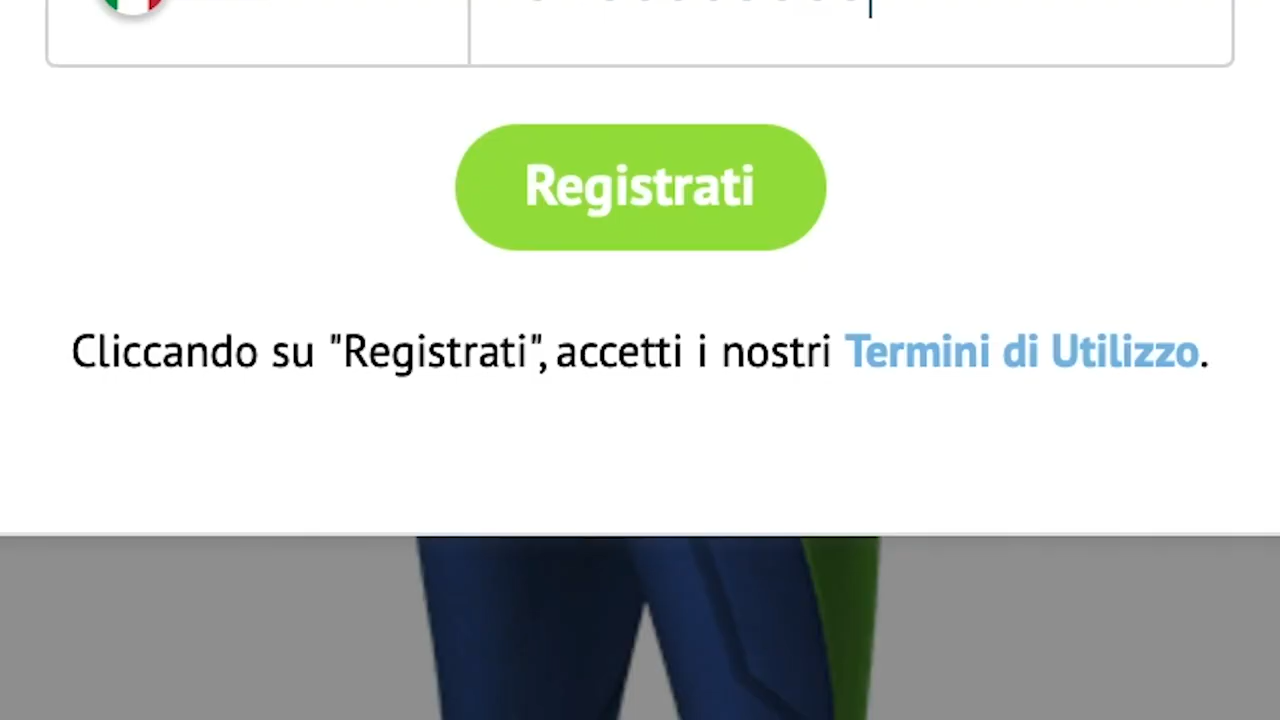 Registrati
Cliccando su "Registrati", accetti i nostri Termini di Utilizzo.